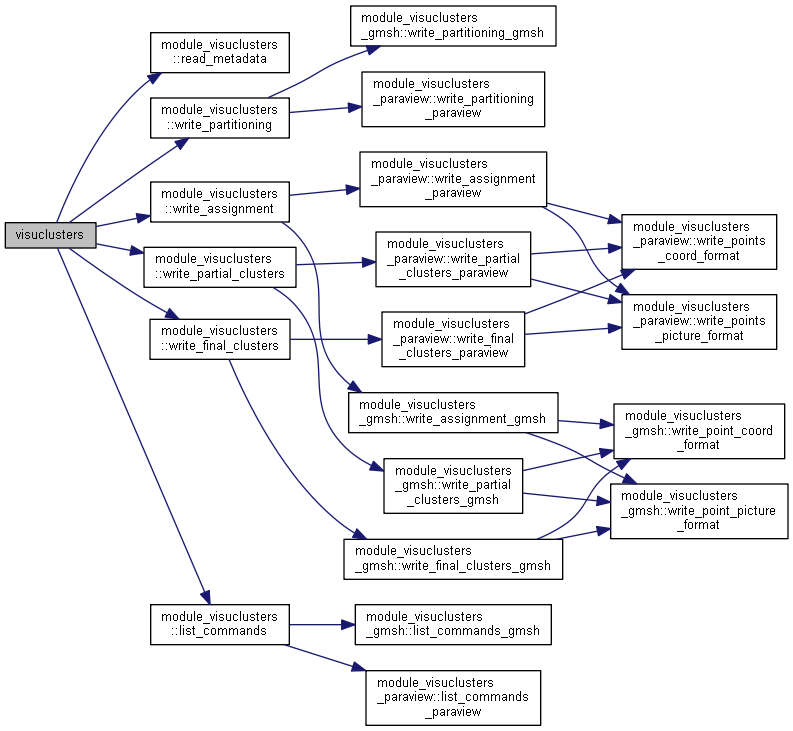 visuclusters
module_visuclusters
::read_metadata
module_visuclusters
::write_partitioning
module_visuclusters
::write_assignment
module_visuclusters
::write_partial_clusters
module_visuclusters
::write_final_clusters
module_visuclusters
::list_commands
module_visuclusters
_gmsh::write_partitioning_gmsh
module_visuclusters
_paraview::write_partitioning
_paraview
module_visuclusters
_paraview::write_assignment
_paraview
module_visuclusters
_paraview::write_partial
_clusters_paraview
module_visuclusters
_paraview::write_final
_clusters_paraview
module_visuclusters
_gmsh::write_assignment_gmsh
module_visuclusters
_gmsh::write_partial
_clusters_gmsh
module_visuclusters
_gmsh::write_final_clusters_gmsh
module_visuclusters
_gmsh::list_commands_gmsh
module_visuclusters
_paraview::list_commands
_paraview
module_visuclusters
_paraview::write_points
_coord_format
module_visuclusters
_paraview::write_points
_picture_format
module_visuclusters
_gmsh::write_point_coord
_format
module_visuclusters
_gmsh::write_point_picture
_format